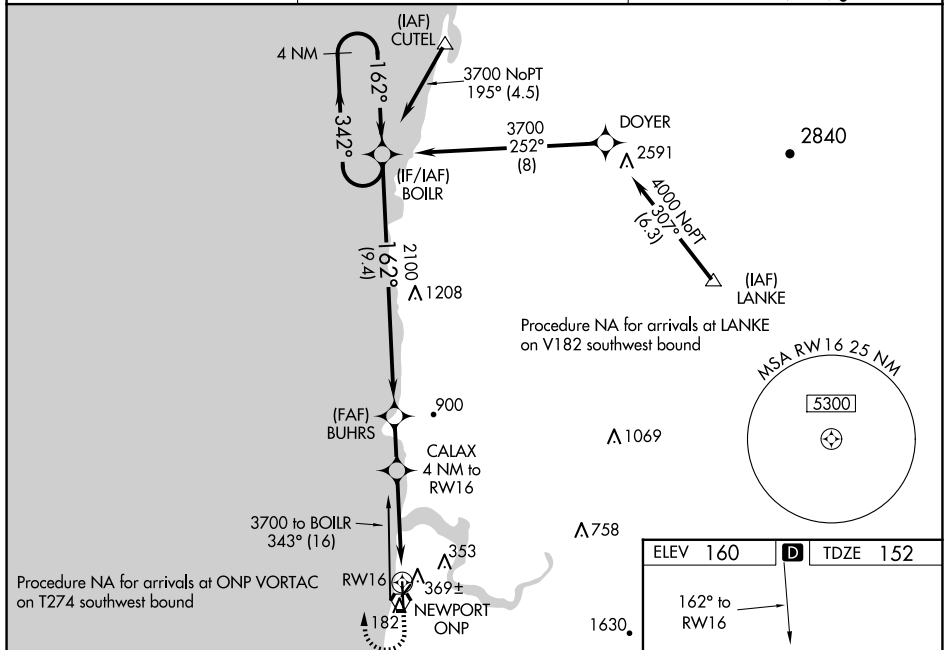 (IAF)
CUTEL
4 NM
162°
342°
3700 NoPT
195° (4.5)
3700
252°
(8)
DOYER
2591
2840
(IF/IAF)
BOILR
4000 NoPT
307°
(6.3)
(IAF)
LANKE
2100
162°
(9.4)
1208
Procedure NA for arrivals at LANKE
on V182 southwest bound
MSA RW16 25 NM
5300
(FAF)
BUHRS
900
1069
CALAX
4 NM to
RW16
3700 to BOILR
343° (16)
758
353
Procedure NA for arrivals at ONP VORTAC
on T274 southwest bound
RW16
369±
NEWPORT
ONP
182
1630
ELEV 160
D
TDZE 152
162° to
RW16